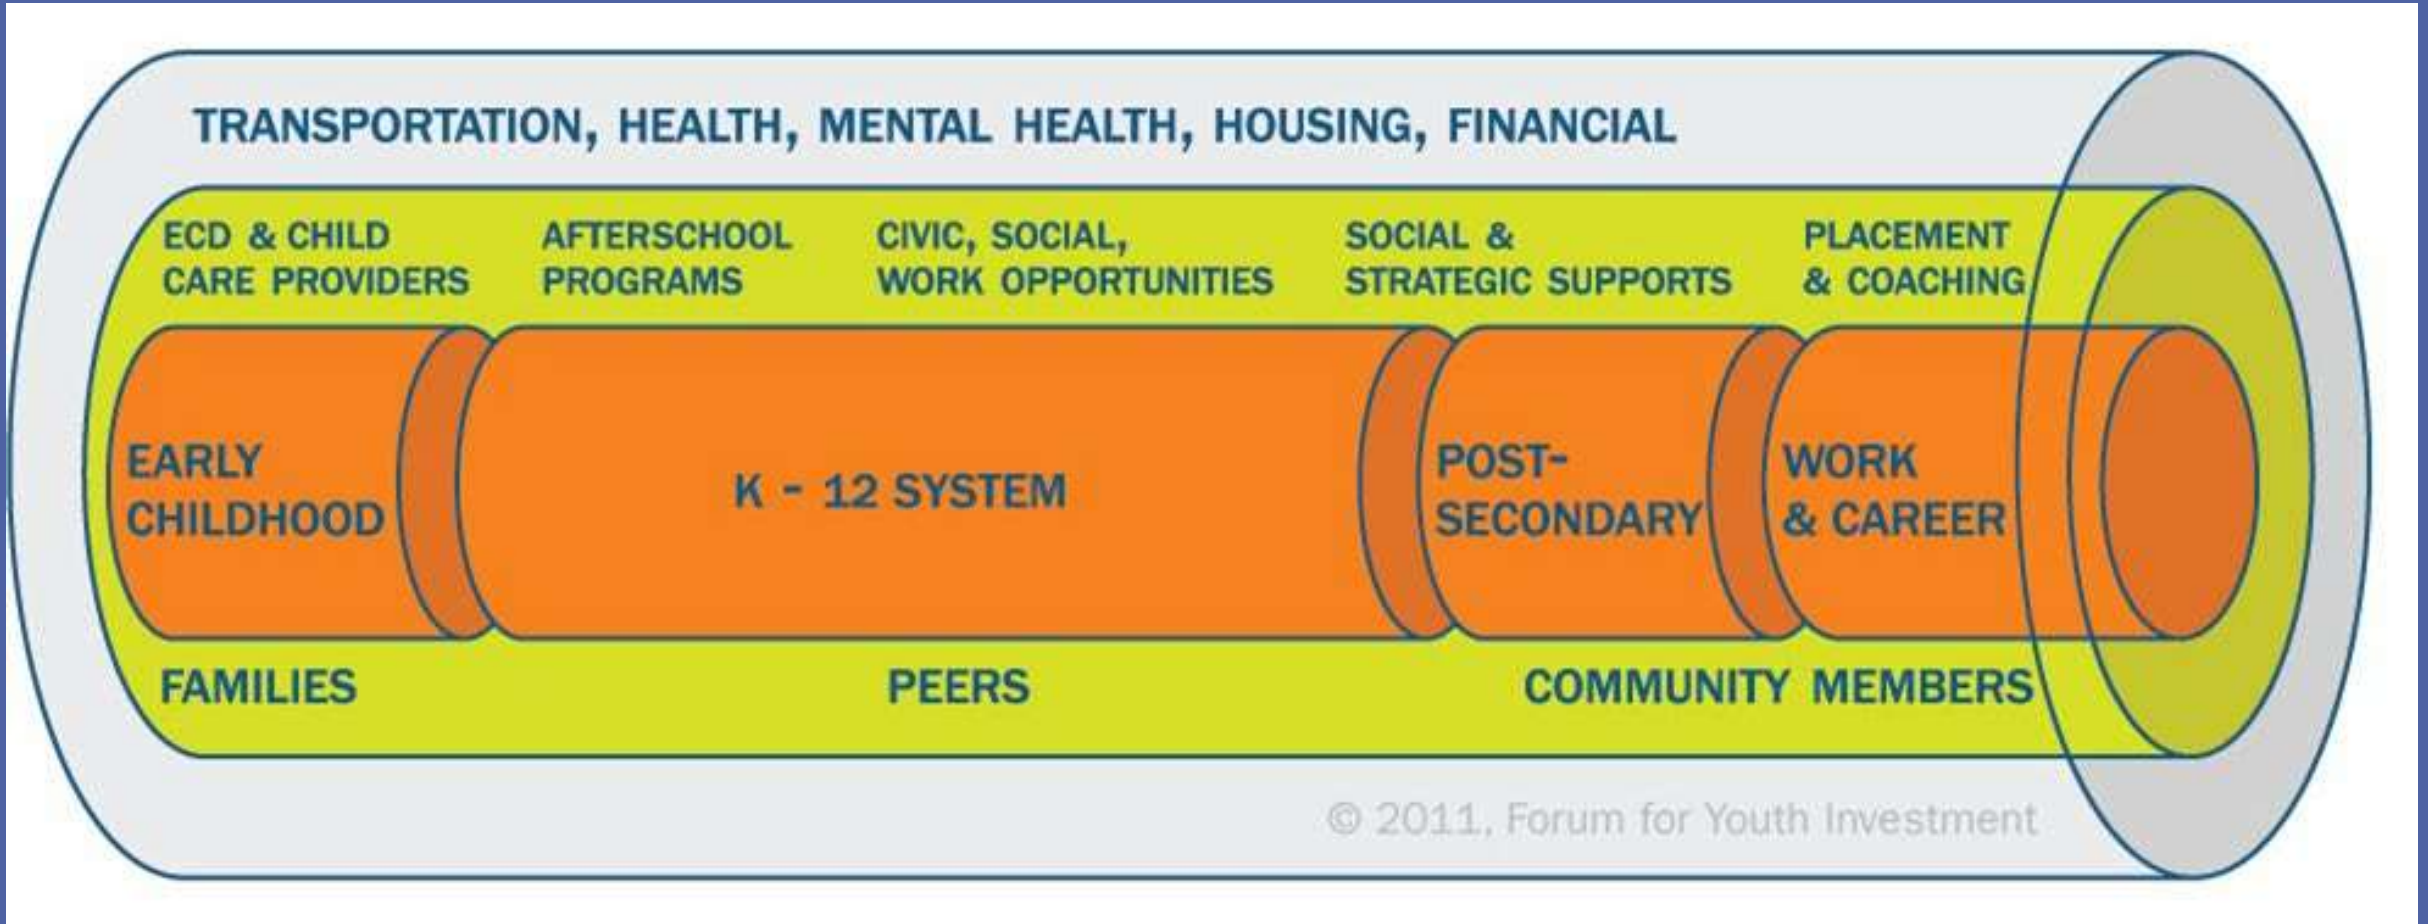 TRANSPORTATION, HEALTH, MENTAL HEALTH, HOUSING, FINANCIAL
ECD & CHILD
CARE PROVIDERS
AFTERSCHOOL
PROGRAMS
CIVIC, SOCIAL,
WORK OPPORTUNITIES
SOCIAL &
STRATEGIC SUPPORTS
PLACEMENT
& COACHING
EARLY
CHILDHOOD
K - 12 SYSTEM
POST-
SECONDARY
WORK
& CAREER
FAMILIES
PEERS
COMMUNITY MEMBERS
© 2011, Forum for Youth Investment